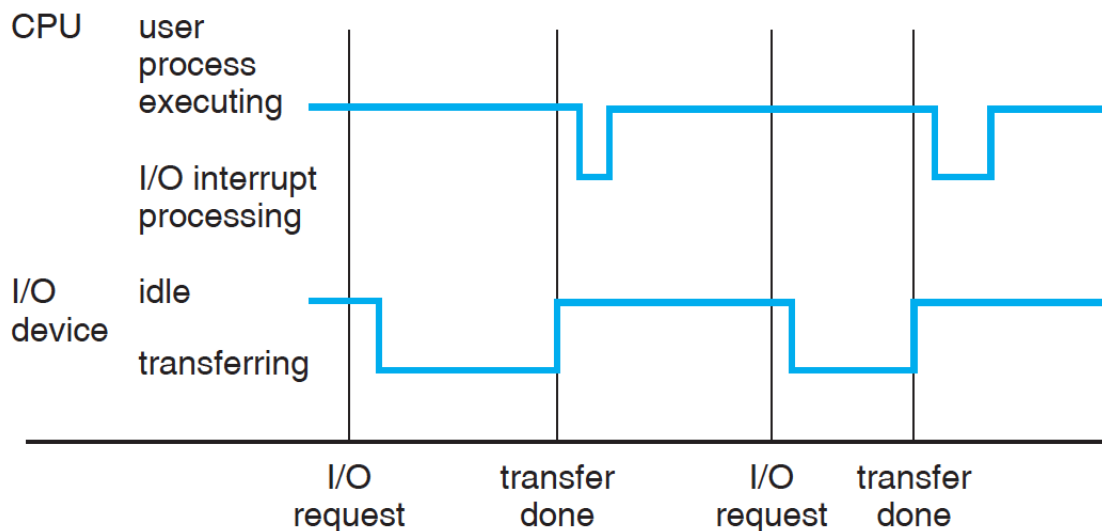 CPU
user
process
executing
I/O interrupt
processing
I/O
device
idle
transferring
I/O
request
transfer
done
I/O
request
transfer
done